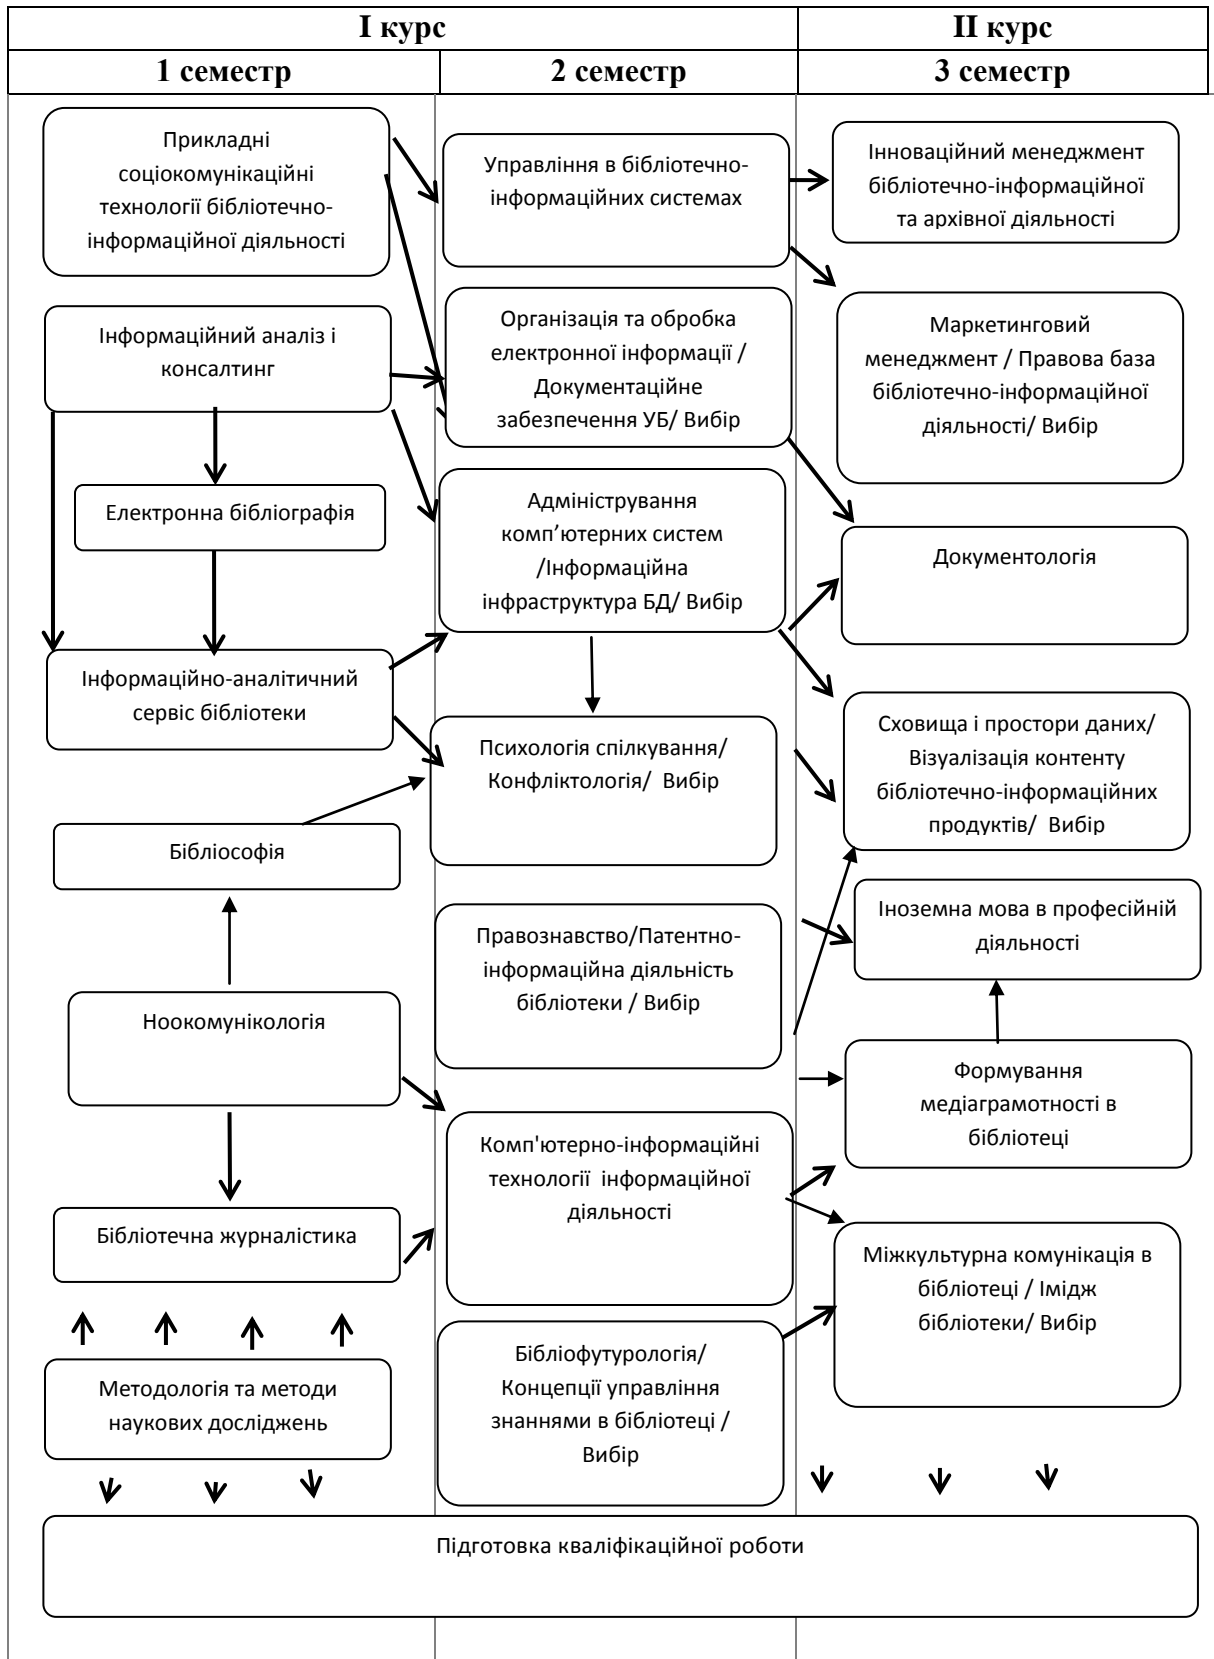 І курс
ІІ курс
1 семестр
2 семестр
3 семестр
Прикладні
соціокомунікаційні
технології бібліотечно-
інформаційної діяльності
Інформаційний аналіз і
консалтинг
Електронна бібліографія
Інформаційно-аналітичний
сервіс бібліотеки
Бібліософія
Ноокомунікологія
Бібліотечна журналістика
Методологія та методи
наукових досліджень
Управління в бібліотечно-
інформаційних системах
Організація та обробка
електронної інформації /
Документаційне
забезпечення УБ/ Вибір
Адміністрування
комп’ютерних систем
/Інформаційна
інфраструктура БД/ Вибір
Психологія спілкування/
Конфліктологія/ Вибір
Правознавство/Патентно-
інформаційна діяльність
бібліотеки / Вибір
Комп'ютерно-інформаційні
технології інформаційної
діяльності
Бібліофутурологія/
Концепції управління
знаннями в бібліотеці /
Вибір
Інноваційний менеджмент
бібліотечно-інформаційної
та архівної діяльності
Маркетинговий
менеджмент / Правова база
бібліотечно-інформаційної
діяльності/ Вибір
Документологія
Сховища і простори даних/
Візуалізація контенту
бібліотечно-інформаційних
продуктів/ Вибір
Іноземна мова в професійній
діяльності
Формування
медіаграмотності в
бібліотеці
Міжкультурна комунікація в
бібліотеці / Імідж
бібліотеки/ Вибір
Підготовка кваліфікаційної роботи